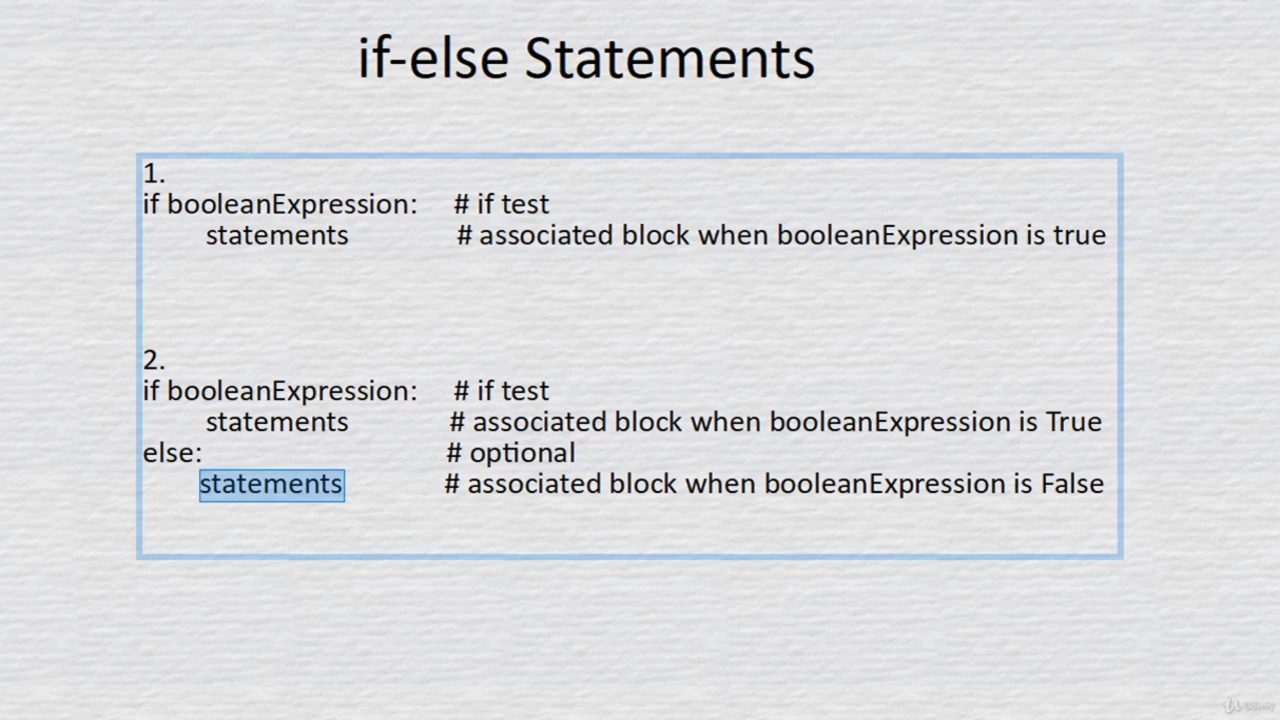 if-else Statements
1.
if booleanExpression: # if test
statements # associated block when booleanExpression is true
2.
if booleanExpression: # if test
statements # associated block when booleanExpression is True
else: # optional
statements # associated block when booleanExpression is False
Udemy